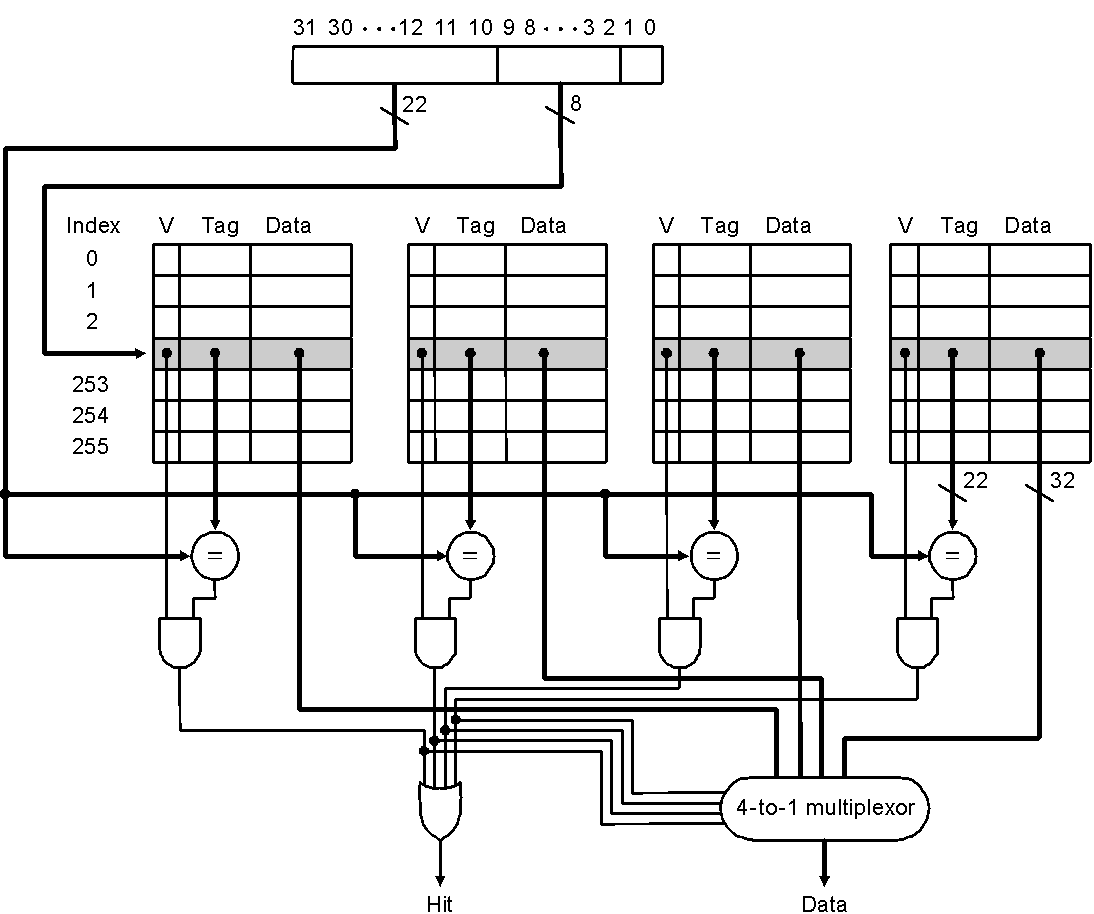 31 30 ···12 11 10 9 8 ···3 2 1 0
22
8
Index V Tag Data V Tag Data V Tag Data V Tag Data
0
1
2
253
254
255
22
32
= = = =
4-to-1 multiplexor
Hit
Data